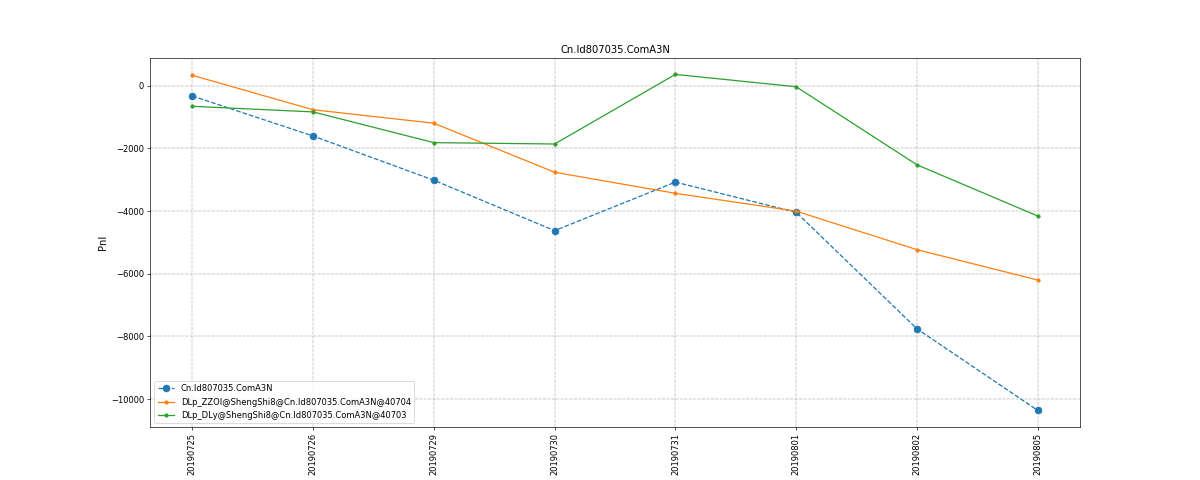 Cn.Id807035.ComA3N
0
−2000
−4000
−6000
−8000
−10000
Pnl
Cn.Id807035.ComA3N
DLp_ZZOI@ShengShi8@Cn.Id807035.ComA3N@40704
DLp_DLy@ShengShi8@Cn.Id807035.ComA3N@40703
20190725
20190726
20190729
20190730
20190731
20190801
20190802
20190805